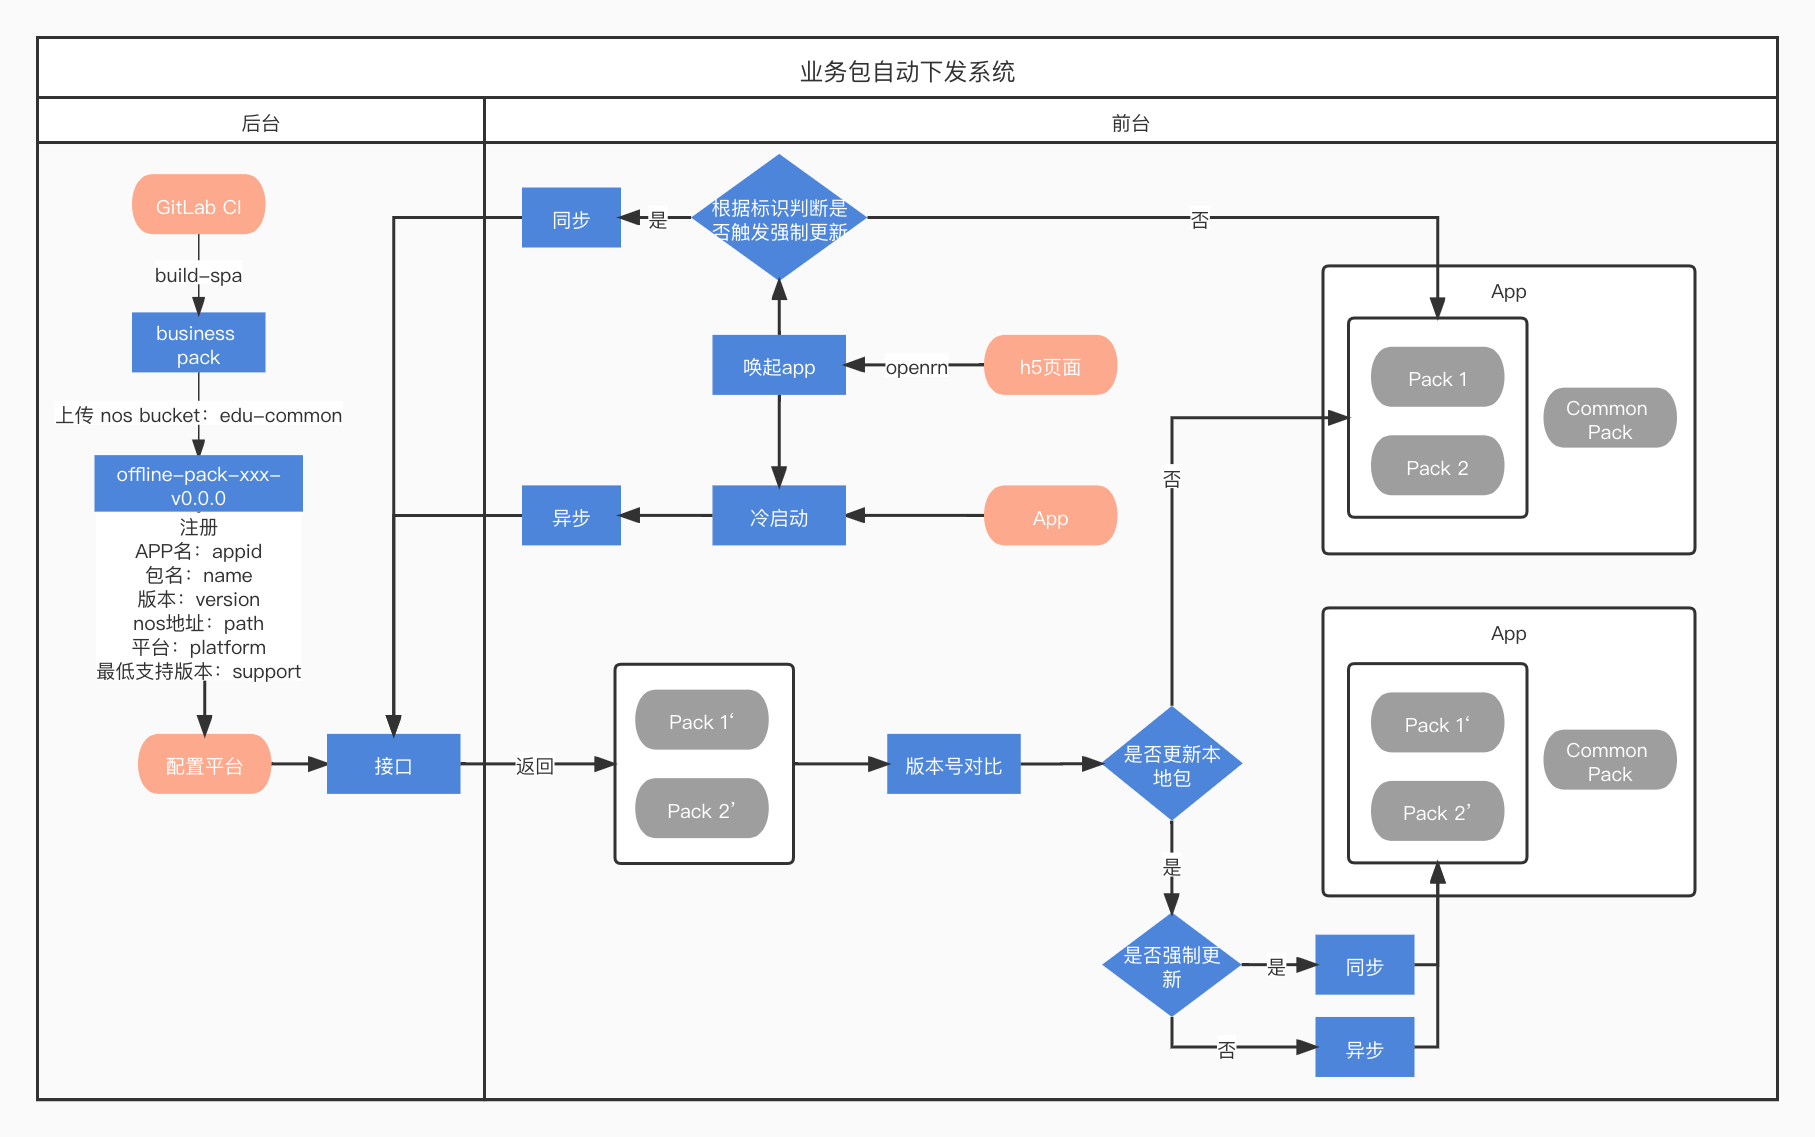 业务包自动下发系统
后台
前台
GitLab CI
build-spa
business
pack
上传 nos bucket：edu-common
offline-pack-xxx-
v0.0.0
注册
APP名：appid
包名：name
版本：version
nos地址：path
平台：platform
最低支持版本：support
配置平台
接口
同步
是
根据标识判断是
否触发强制更新
否
唤起app
openrn
h5页面
异步
冷启动
App
返回
Pack 1‘
Pack 2’
版本号对比
是否更新本
地包
否
是
是否强制更
新
是
同步
否
异步
App
Pack 1
Pack 2
Common
Pack
App
Pack 1‘
Pack 2’
Common
Pack